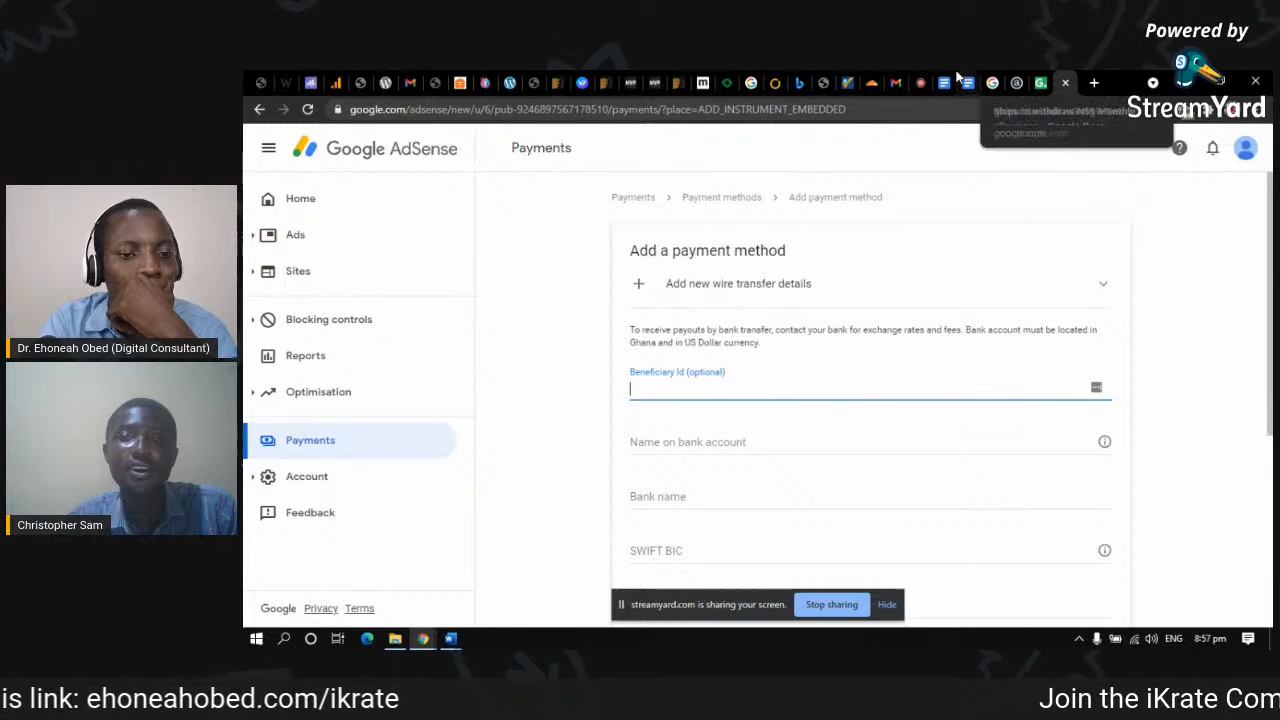 Powered by
StreamYard
google.com/adsense/new/u/6/pub-9246897567178510/payments/?place=ADD_INSTRUMENT_EMBEDDED
Google AdSense
Payments
Home
Ads
Sites
Blocking controls
Reports
Optimisation
Payments
Account
Feedback
Google Privacy Terms
Payments > Payment methods > Add payment method
Add a payment method
Add new wire transfer details
To receive payouts by bank transfer, contact your bank for exchange rates and fees. Bank account must be located in
Ghana and in US Dollar currency.
Beneficiary Id (optional)
Name on bank account
Bank name
SWIFT BIC
streamyard.com is sharing your screen. Stop sharing Hide
Dr. Ehoneah Obed (Digital Consultant)
Christopher Sam
ENG 8:57 pm
is link: ehoneahobed.com/ikrate
Join the iKrate Com